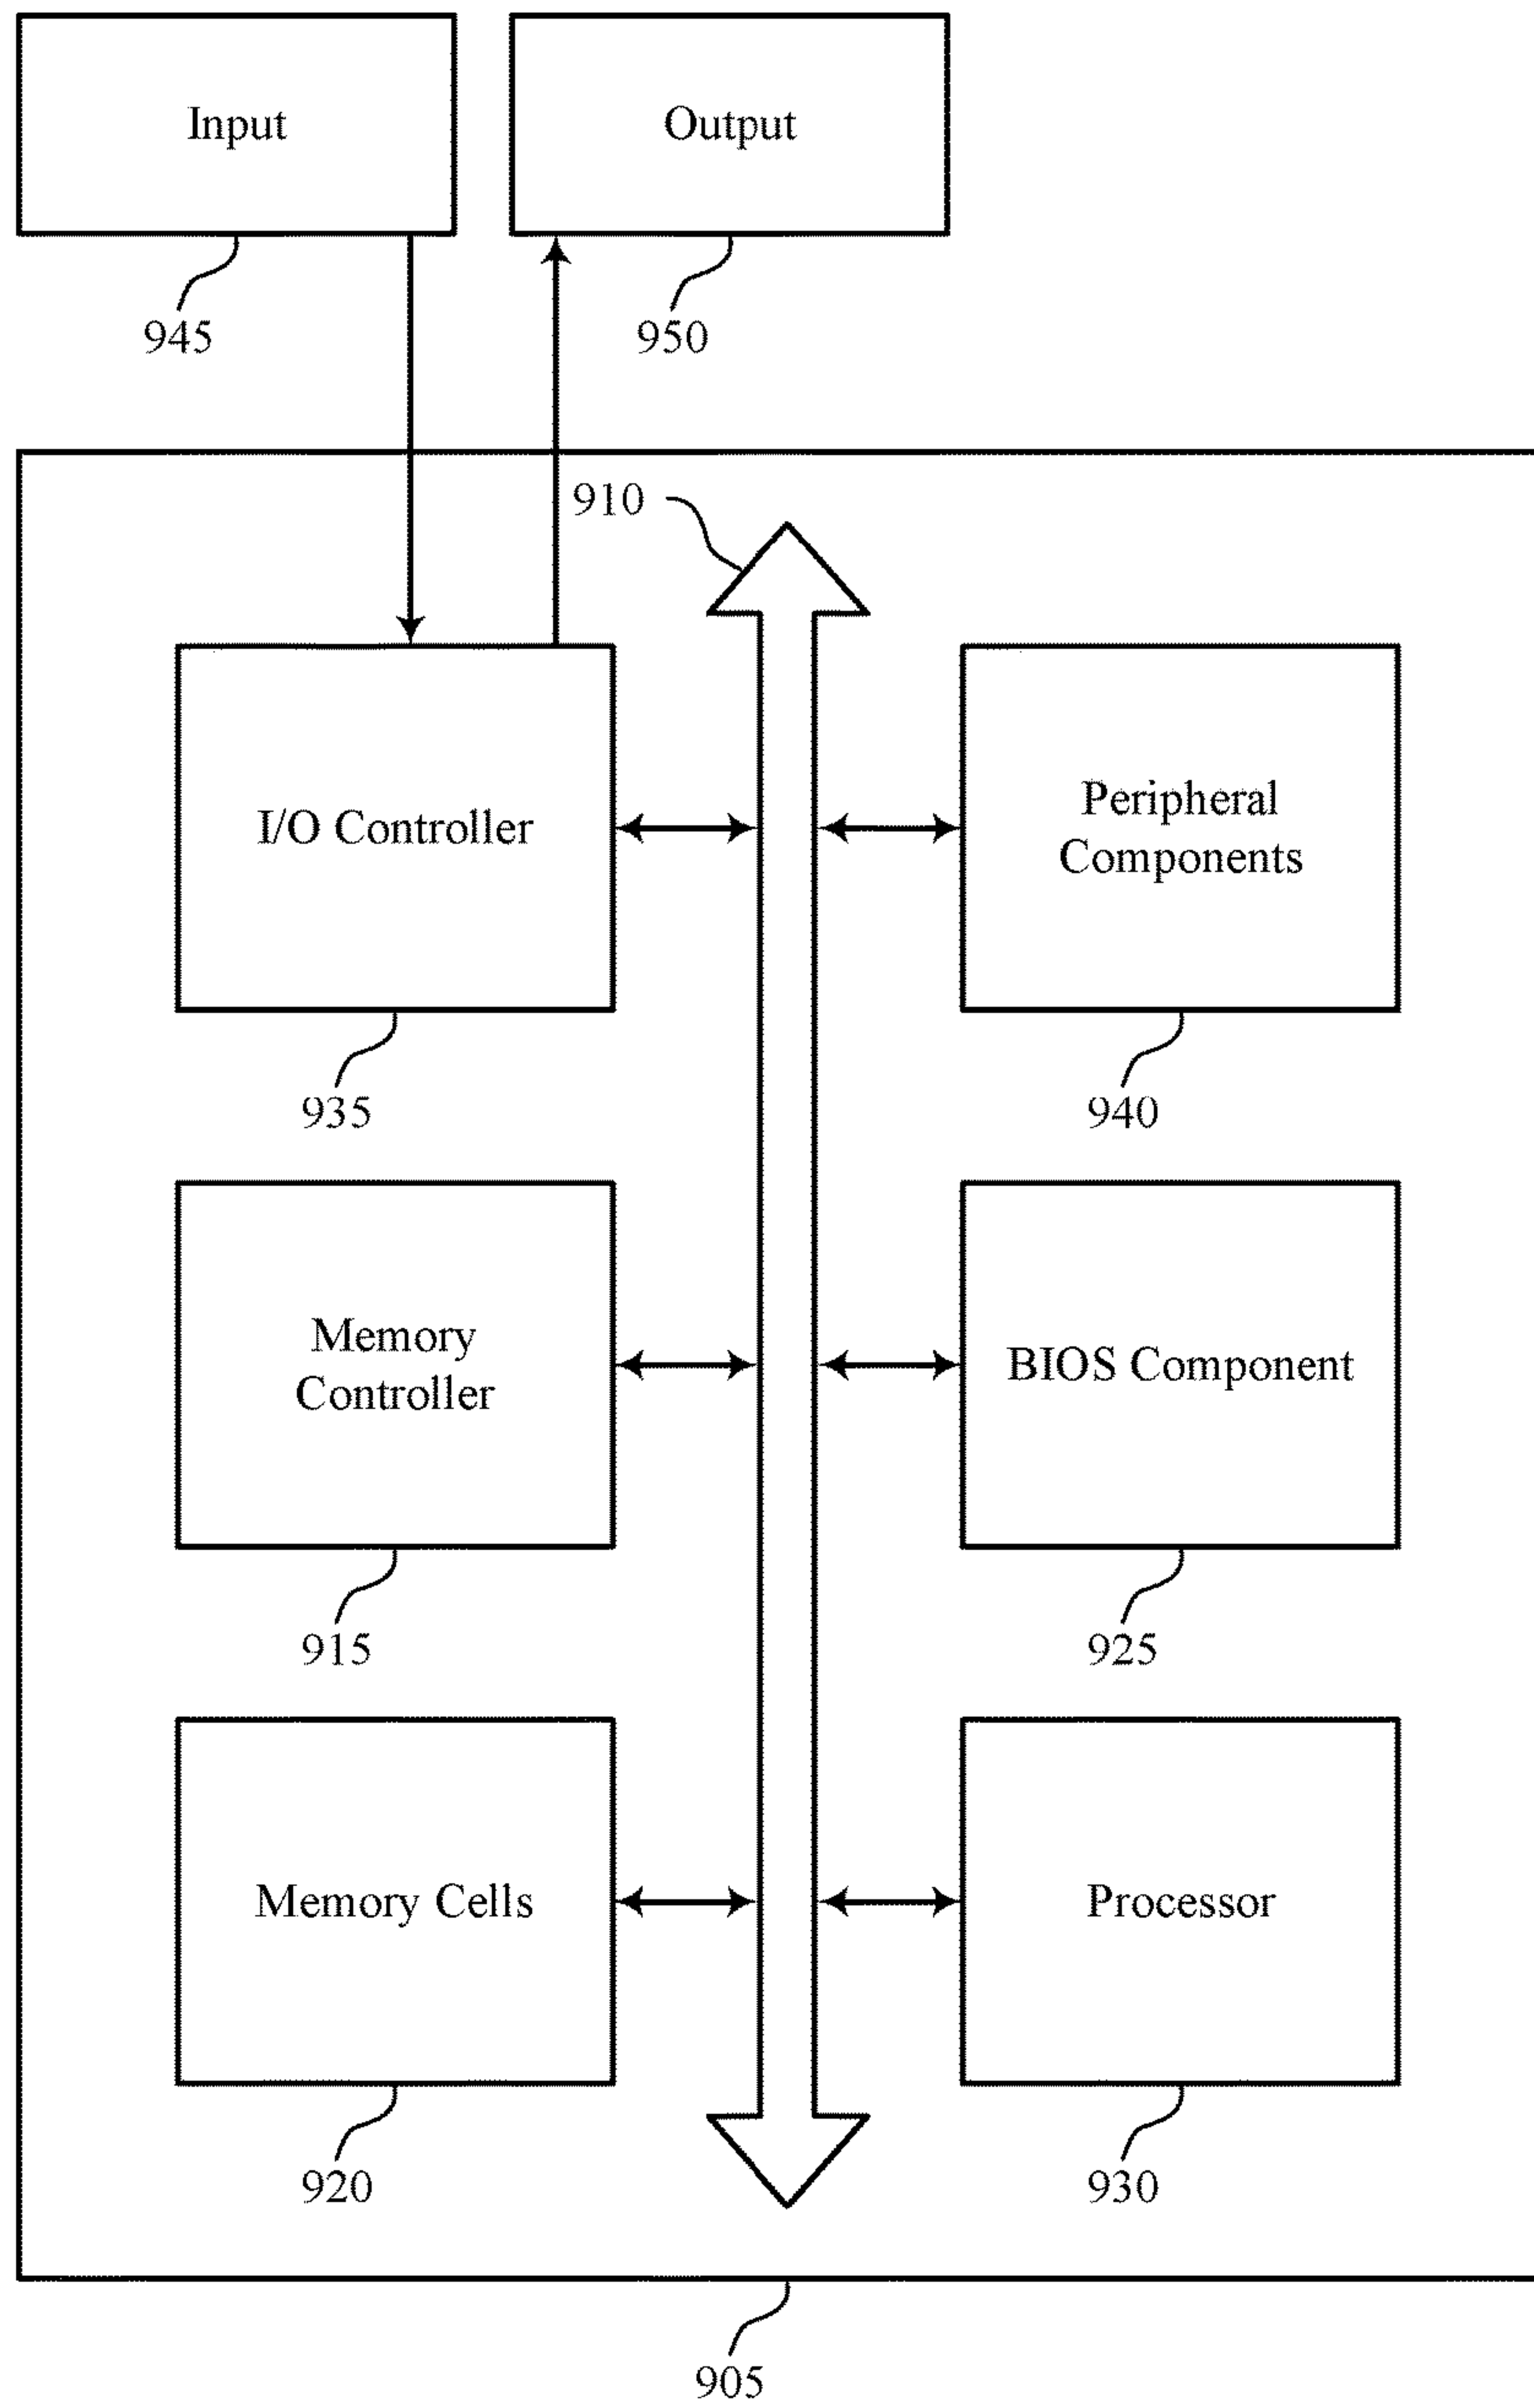 Input
Output
945
950
910
I/O Controller
Peripheral
Components
935
940
Memory
Controller
BIOS Component
915
925
Memory Cells
Processor
920
930
905